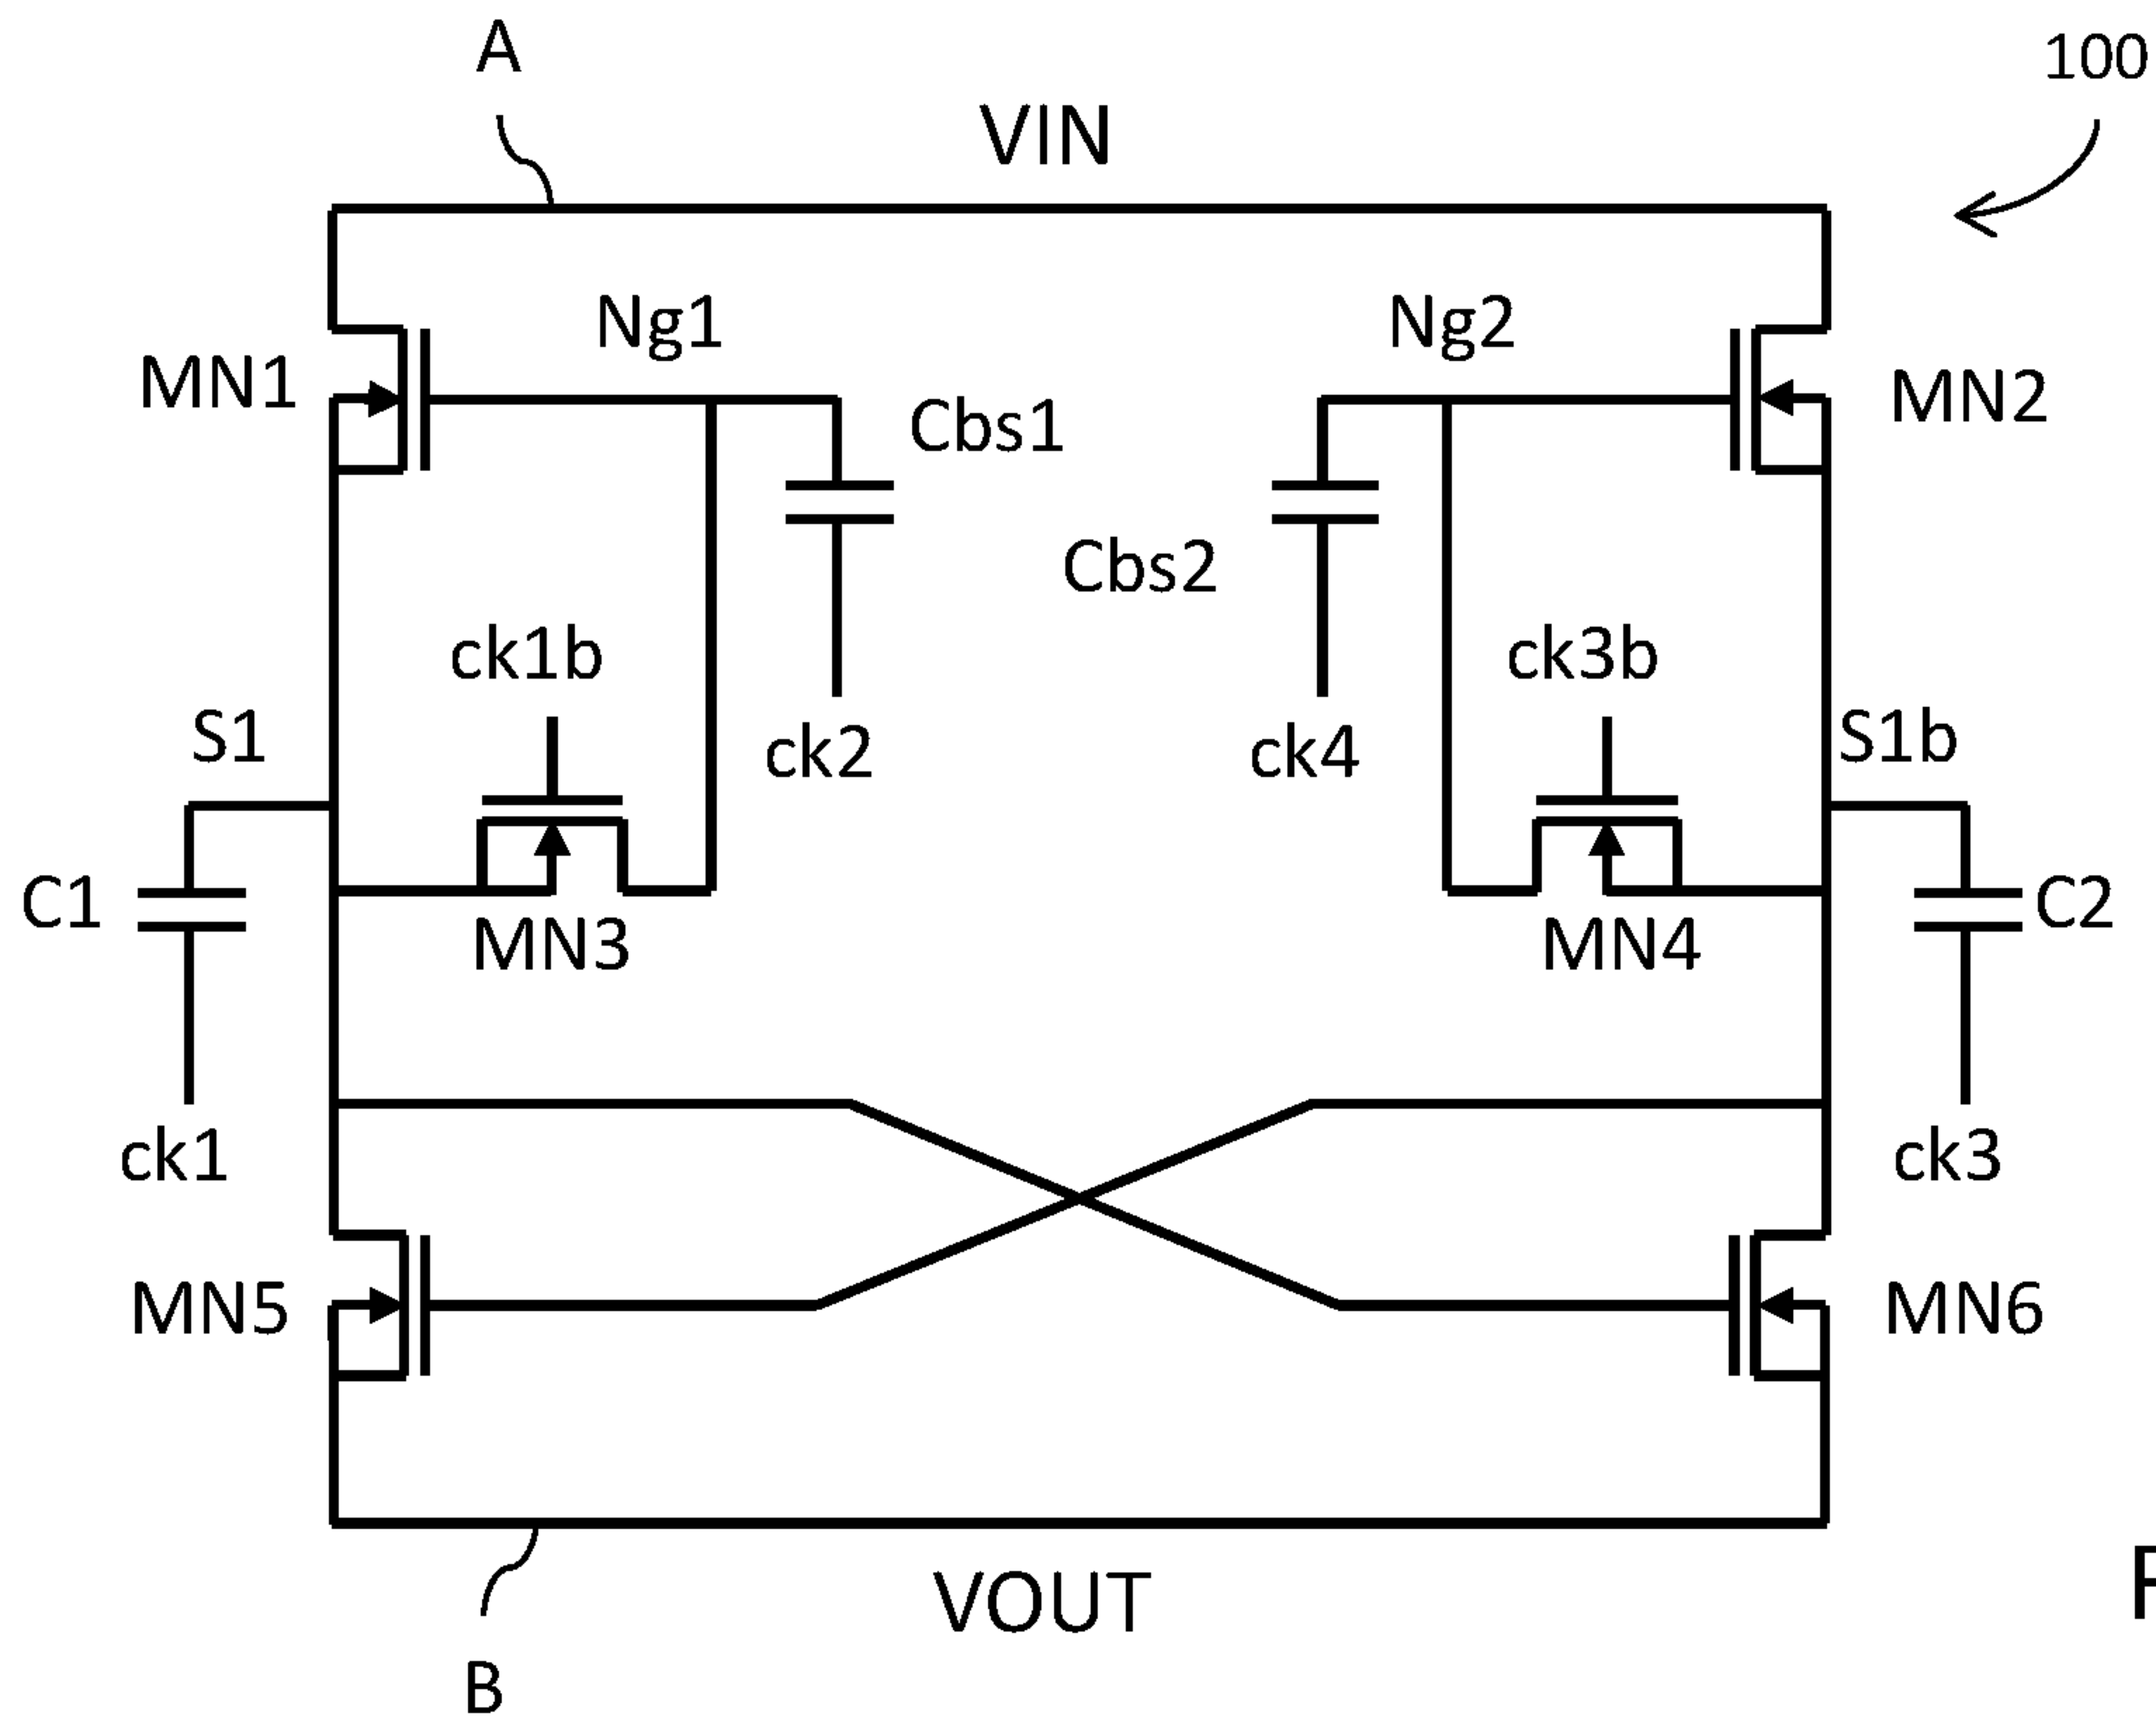 A
100
VIN
Ng1
Ng2
MN1
MN2
Cbs1
Cbs2
ck1b
ck3b
S1
ck2
ck4
S1b
C1
C2
MN3
MN4
ck1
ck3
MN5
MN6
VOUT
B